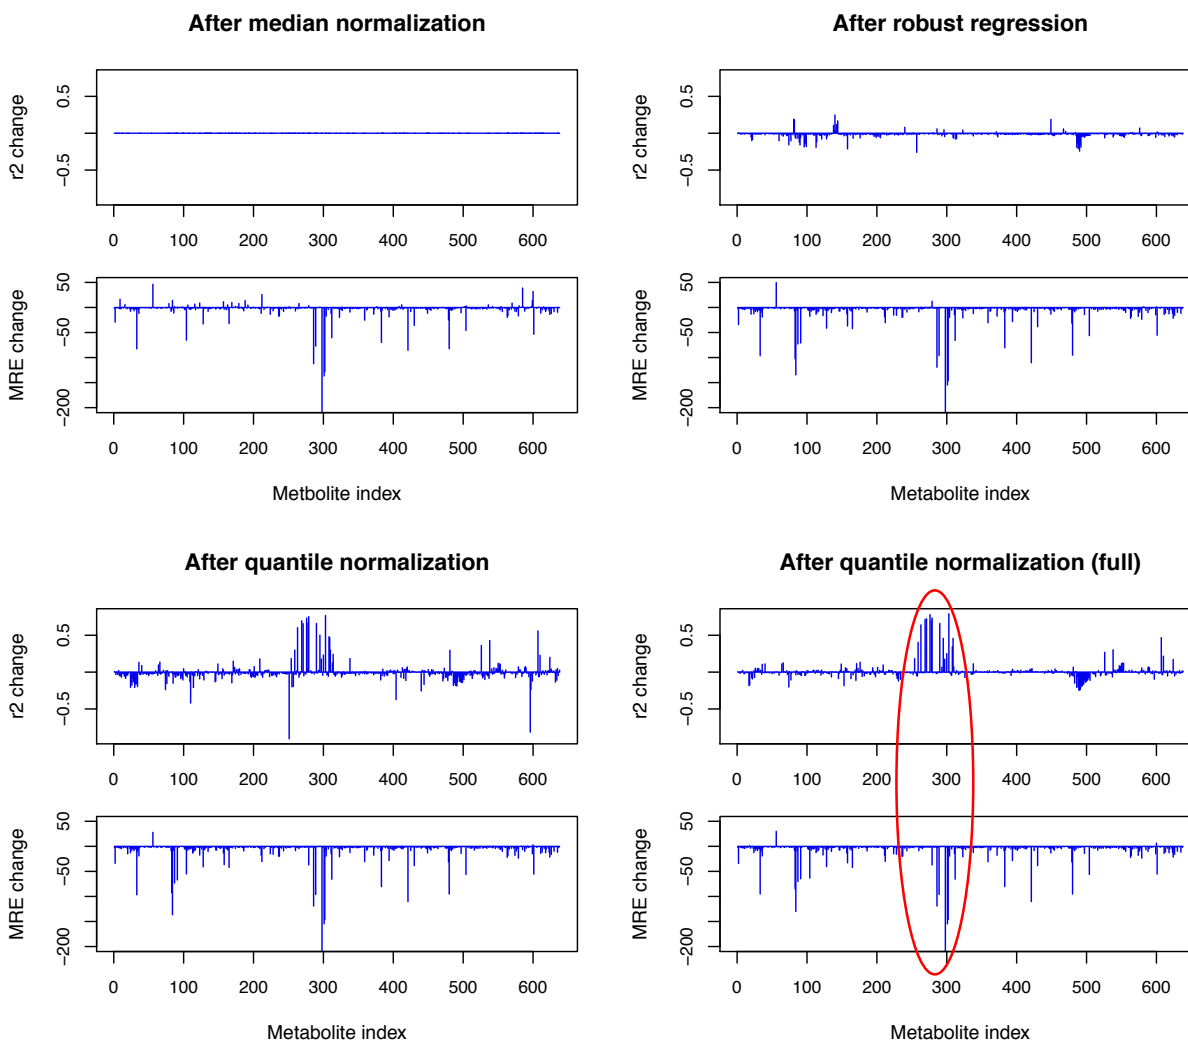 After median normalization
r2 change
0.5
−0.5
0 100 200 300 400 500 600
MRE change
50
−50
−200
0 100 200 300 400 500 600
Metbolite index
After robust regression
r2 change
0.5
−0.5
0 100 200 300 400 500 600
MRE change
50
−50
−200
0 100 200 300 400 500 600
Metabolite index
After quantile normalization
r2 change
0.5
−0.5
0 100 200 300 400 500 600
MRE change
50
−50
−200
0 100 200 300 400 500 600
Metabolite index
After quantile normalization (full)
r2 change
0.5
−0.5
0 100 200 300 400 500 600
MRE change
50
−50
−200
0 100 200 300 400 500 600
Metabolite index